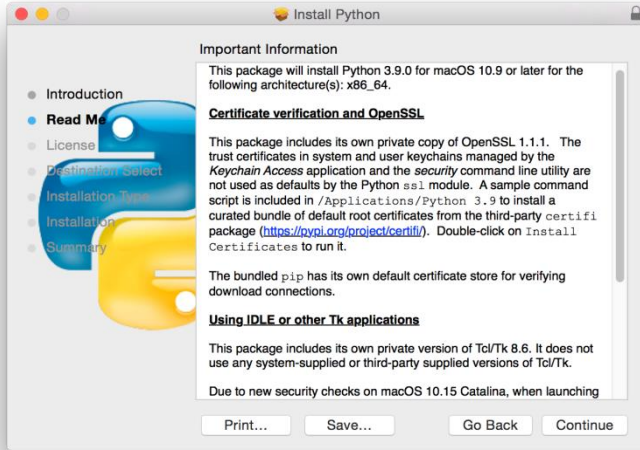 Install Python
Important Information
Introduction
Read Me
License
Destination Select
Installation Type
Installation
Summary
This package will install Python 3.9.0 for macOS 10.9 or later for the
following architecture(s): x86_64.
Certificate verification and OpenSSL
This package includes its own private copy of OpenSSL 1.1.1. The
trust certificates in system and user keychains managed by the
Keychain Access application and the security command line utility are
not used as defaults by the Python ssl module. A sample command
script is included in /Applications/Python 3.9 to install a
curated bundle of default root certificates from the third-party certifi
package (https://pypi.org/project/certifi/). Double-click on Install
Certificates to run it.
The bundled pip has its own default certificate store for verifying
download connections.
Using IDLE or other Tk applications
This package includes its own private version of Tcl/Tk 8.6. It does not
use any system-supplied or third-party supplied versions of Tcl/Tk.
Due to new security checks on macOS 10.15 Catalina, when launching
Print... Save... Go Back Continue